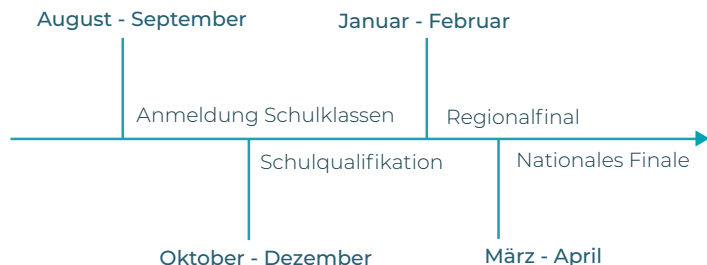 August - September
Januar - Februar
Anmeldung Schulklassen
Regionalfinal
Schulqualifikation
Nationales Finale
Oktober - Dezember
März - April